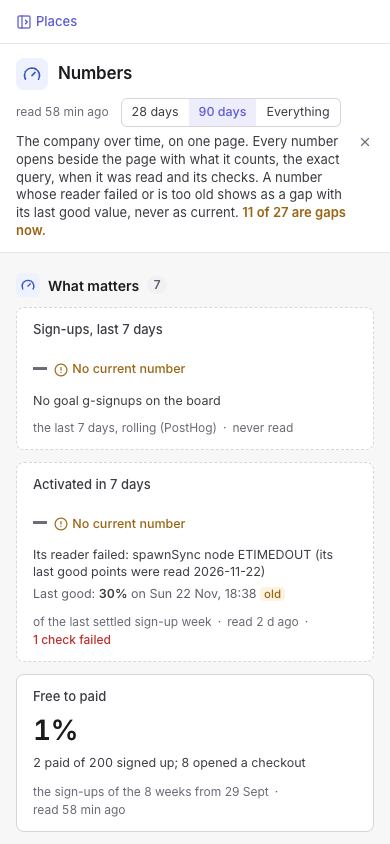 Places
Numbers
read 58 min ago
28 days
90 days
Everything
The company over time, on one page. Every number
opens beside the page with what it counts, the exact
query, when it was read and its checks. A number
whose reader failed or is too old shows as a gap with
its last good value, never as current. 11 of 27 are gaps
now.
What matters 7
Sign-ups, last 7 days
— No current number
No goal g-signups on the board
the last 7 days, rolling (PostHog) · never read
Activated in 7 days
— No current number
Its reader failed: spawnSync node ETIMEDOUT (its
last good points were read 2026-11-22)
Last good: 30% on Sun 22 Nov, 18:38 old
of the last settled sign-up week · read 2 d ago ·
1 check failed
Free to paid
1%
2 paid of 200 signed up; 8 opened a checkout
the sign-ups of the 8 weeks from 29 Sept ·
read 58 min ago